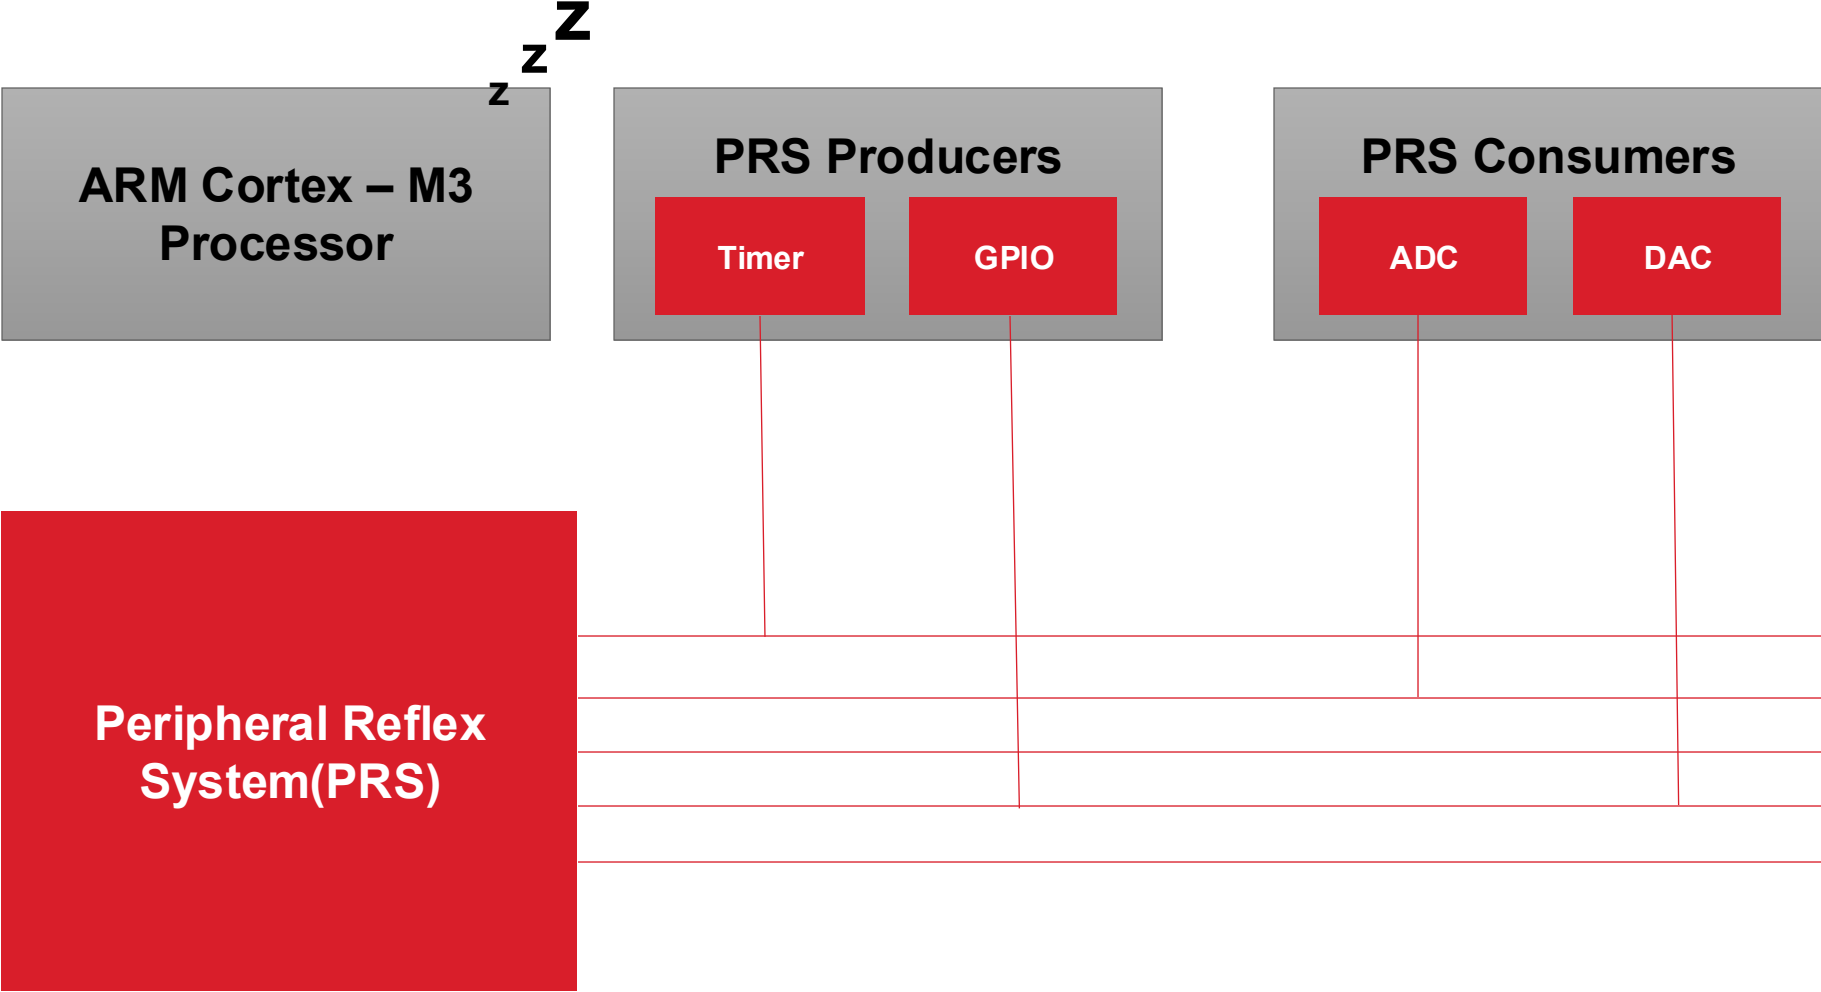 z
z
z
ARM Cortex – M3
Processor
PRS Producers
Timer
GPIO
PRS Consumers
ADC
DAC
Peripheral Reflex
System(PRS)